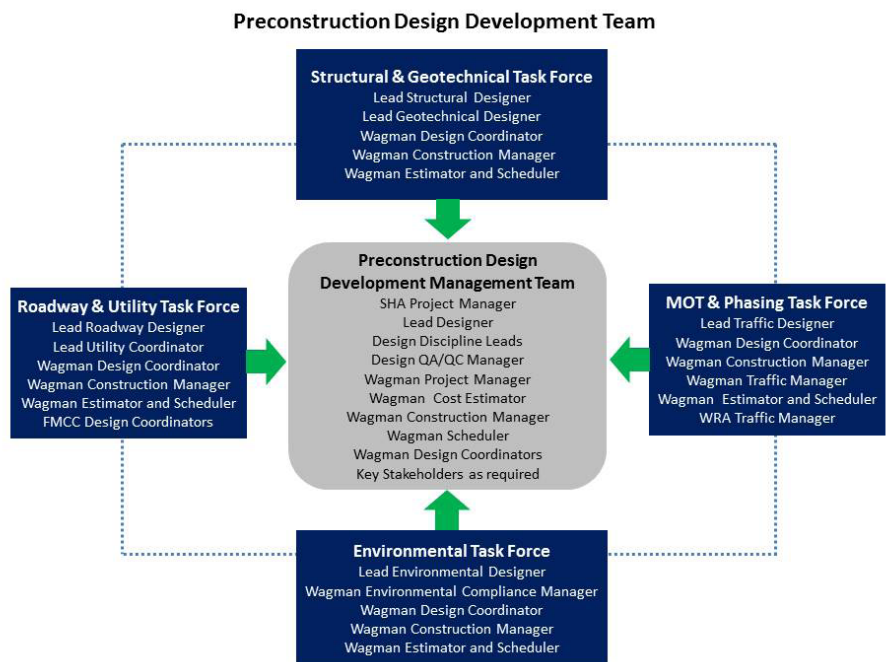 Preconstruction Design Development Team
Structural & Geotechnical Task Force
Lead Structural Designer
Lead Geotechnical Designer
Wagman Design Coordinator
Wagman Construction Manager
Wagman Estimator and Scheduler
Roadway & Utility Task Force
Lead Roadway Designer
Lead Utility Coordinator
Wagman Design Coordinator
Wagman Construction Manager
Wagman Estimator and Scheduler
FMCC Design Coordinators
Preconstruction Design
Development Management Team
SHA Project Manager
Lead Designer
Design Discipline Leads
Design QA/QC Manager
Wagman Project Manager
Wagman Cost Estimator
Wagman Construction Manager
Wagman Scheduler
Wagman Design Coordinators
Key Stakeholders as required
MOT & Phasing Task Force
Lead Traffic Designer
Wagman Design Coordinator
Wagman Construction Manager
Wagman Traffic Manager
Wagman Estimator and Scheduler
WRA Traffic Manager
Environmental Task Force
Lead Environmental Designer
Wagman Environmental Compliance Manager
Wagman Design Coordinator
Wagman Construction Manager
Wagman Estimator and Scheduler